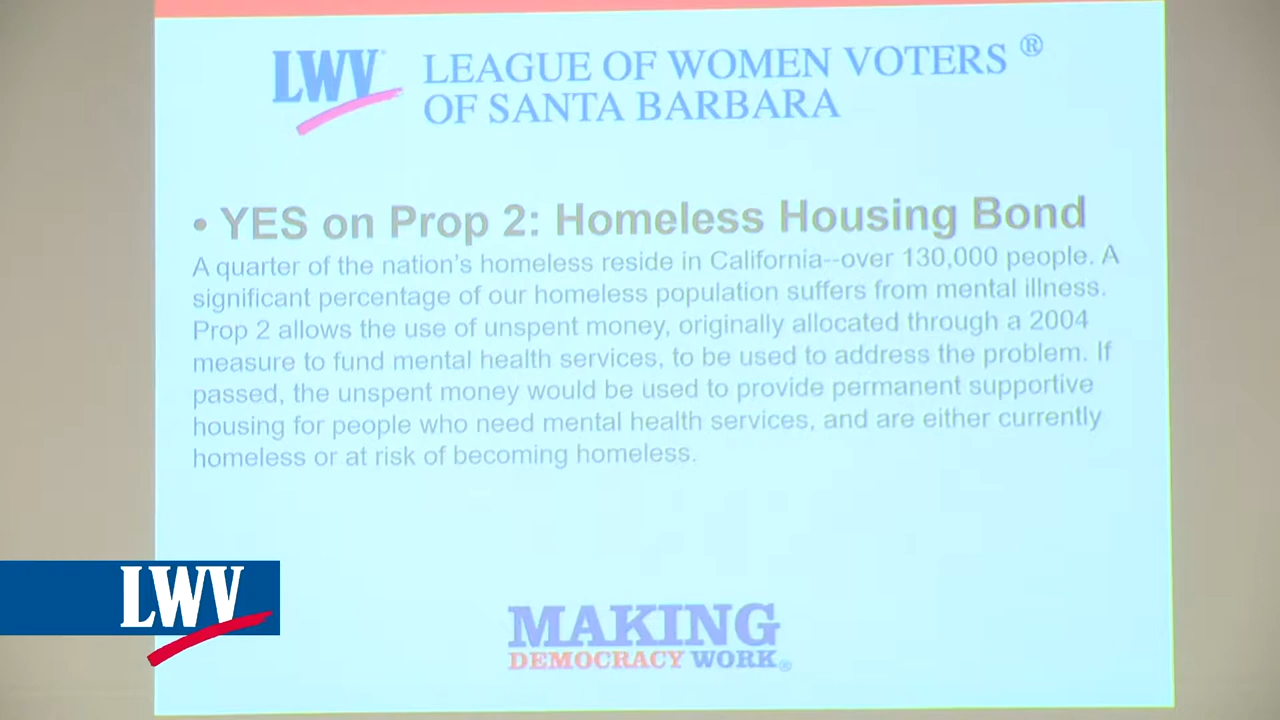 LWV
LEAGUE OF WOMEN VOTERS ®
OF SANTA BARBARA
• YES on Prop 2: Homeless Housing Bond
A quarter of the nation's homeless reside in California--over 130,000 people. A
significant percentage of our homeless population suffers from mental illness.
Prop 2 allows the use of unspent money, originally allocated through a 2004
measure to fund mental health services, to be used to address the problem. If
passed, the unspent money would be used to provide permanent supportive
housing for people who need mental health services, and are either currently
homeless or at risk of becoming homeless.
LWV
MAKING
DEMOCRACY WORK®